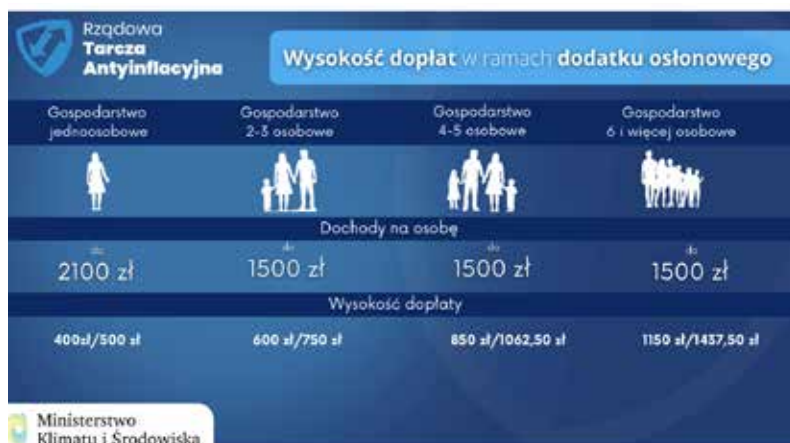 Rządowa
Tarcza
Antyinflacyjna
Wysokość dopłat w ramach dodatku osłonowego
Gospodarstwo jednoosobowe
Gospodarstwo 2-3 osobowe
Gospodarstwo 4-5 osobowe
Gospodarstwo 6 i więcej osobowe
Dochody na osobę
do 2100 zł
do 1500 zł
do 1500 zł
do 1500 zł
Wysokość dopłaty
400zł/500 zł
600 zł/750 zł
850 zł/1062,50 zł
1150 zł/1437,50 zł
Ministerstwo
Klimatu i Środowiska